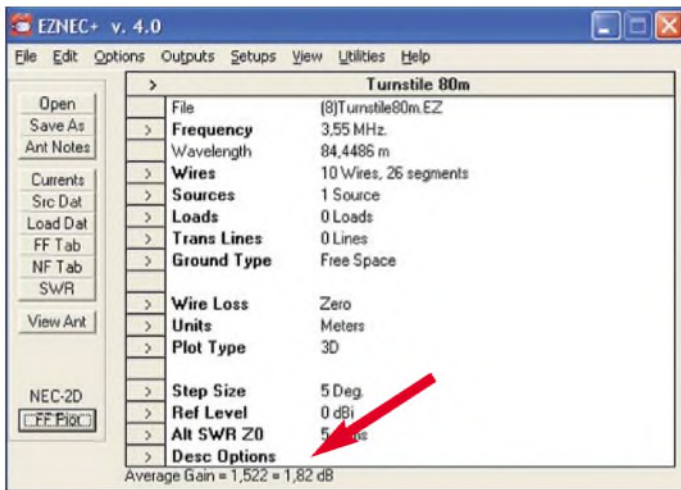 EZNEC+ v. 4.0
File Edit Options Outputs Setups View Utilities Help
> Turnstile 80m
Open
Save As
Ant Notes
Currents
Src Dat
Load Dat
FF Tab
NF Tab
SWR
View Ant
NEC-2D
FF Plot
File (8)Turnstile80m.EZ
> Frequency 3,55 MHz.
Wavelength 84,4486 m
> Wires 10 Wires, 26 segments
> Sources 1 Source
> Loads 0 Loads
> Trans Lines 0 Lines
> Ground Type Free Space
> Wire Loss Zero
> Units Meters
> Plot Type 3D
> Step Size 5 Deg.
> Ref Level 0 dBi
> Alt SWR Z0
> Desc Options
Average Gain = 1,522 = 1,82 dB